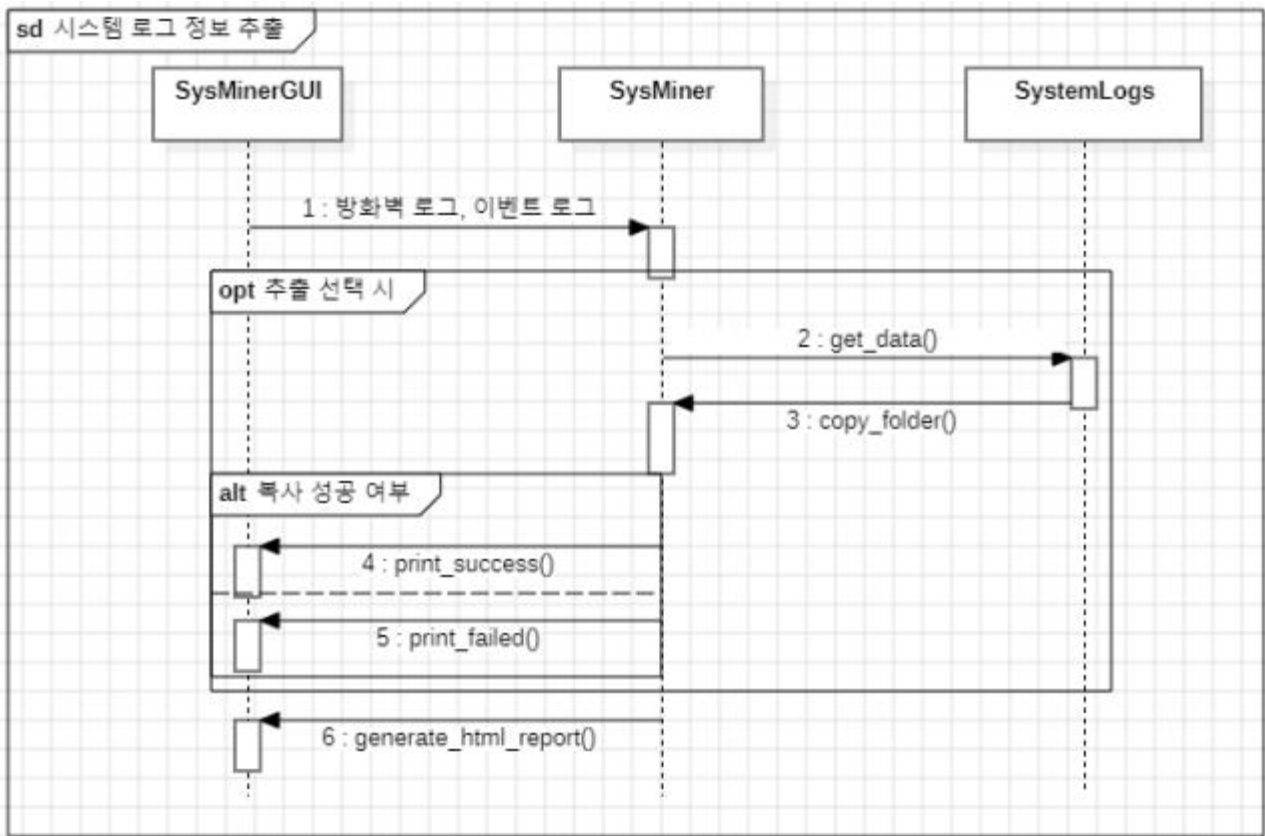 sd 시스템 로그 정보 추출
SysMinerGUI
SysMiner
SystemLogs
1 : 방화벽 로그, 이벤트 로그
opt 추출 선택 시
2 : get_data()
3 : copy_folder()
alt 복사 성공 여부
4 : print_success()
5 : print_failed()
6 : generate_html_report()